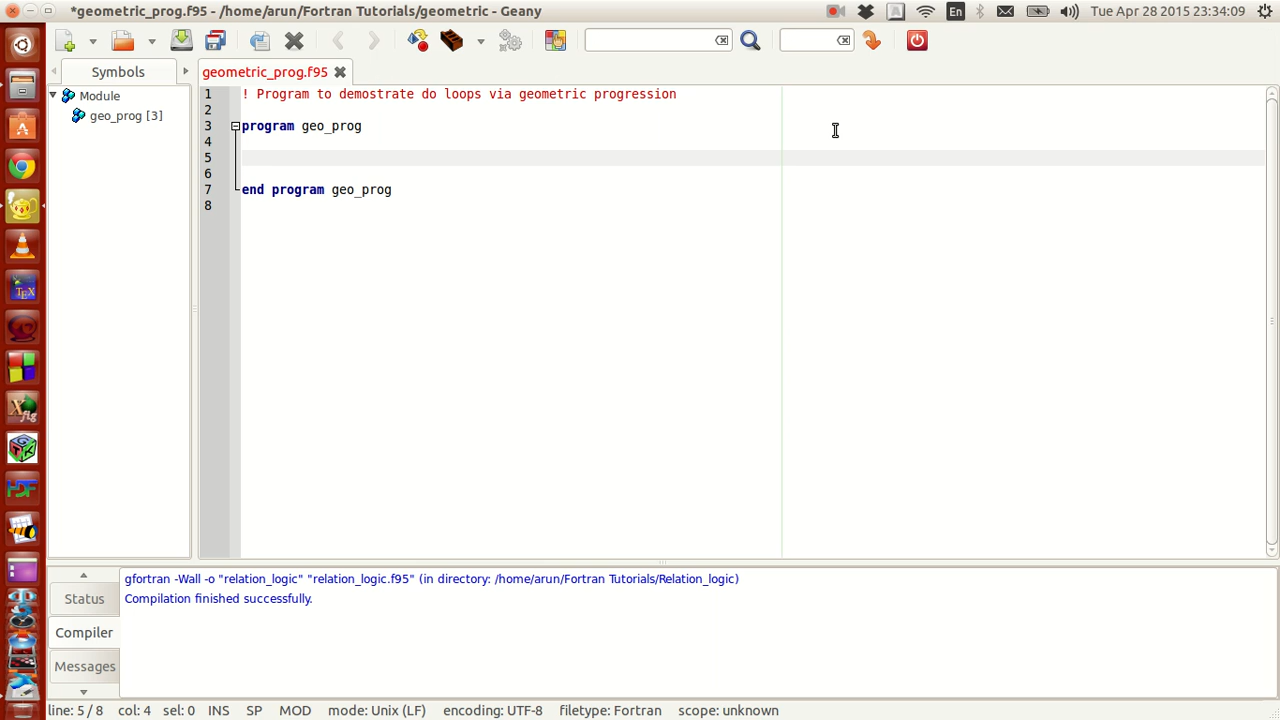 *geometric_prog.f95 - /home/arun/Fortran Tutorials/geometric - Geany
En
Tue Apr 28 2015 23:34:09
A
Symbols
geometric_prog.f95
Module
geo_prog [3]
1 ! Program to demostrate do loops via geometric progression
2
3 program geo_prog
4
5
6
7 end program geo_prog
8
gfortran -Wall -o "relation_logic" "relation_logic.f95" (in directory: /home/arun/Fortran Tutorials/Relation_logic)
Compilation finished successfully.
Status
Compiler
Messages
line: 5 / 8 col: 4 sel: 0 INS SP MOD mode: Unix (LF) encoding: UTF-8 filetype: Fortran scope: unknown
TEX
fig
HDF